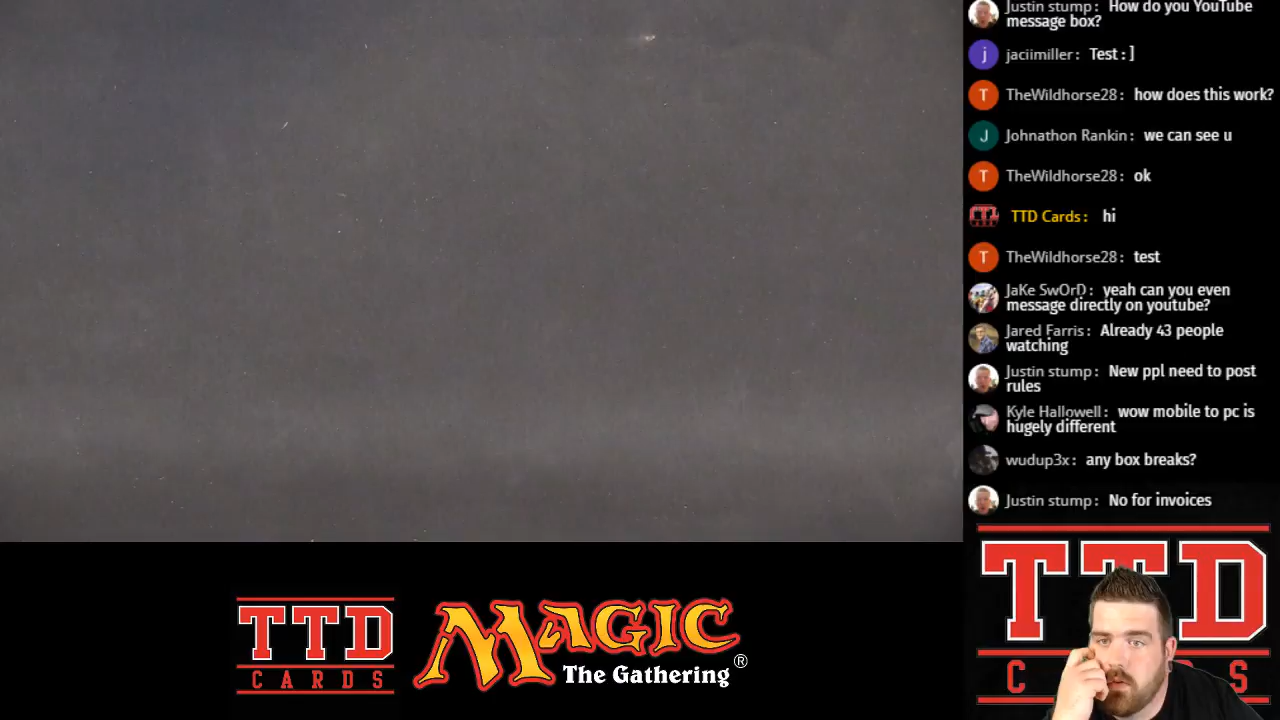 Justin stump: How do you YouTube
message box?
jaciimiller: Test :]
TheWildhorse28: how does this work?
Johnathon Rankin: we can see u
TheWildhorse28: ok
TTD Cards: hi
TheWildhorse28: test
JaKe SwOrD: yeah can you even
message directly on youtube?
Jared Farris: Already 43 people
watching
Justin stump: New ppl need to post
rules
Kyle Hallowell: wow mobile to pc is
hugely different
wudup3x: any box breaks?
Justin stump: No for invoices
TTD
CARDS
MAGIC
The Gathering®
TTD
C S